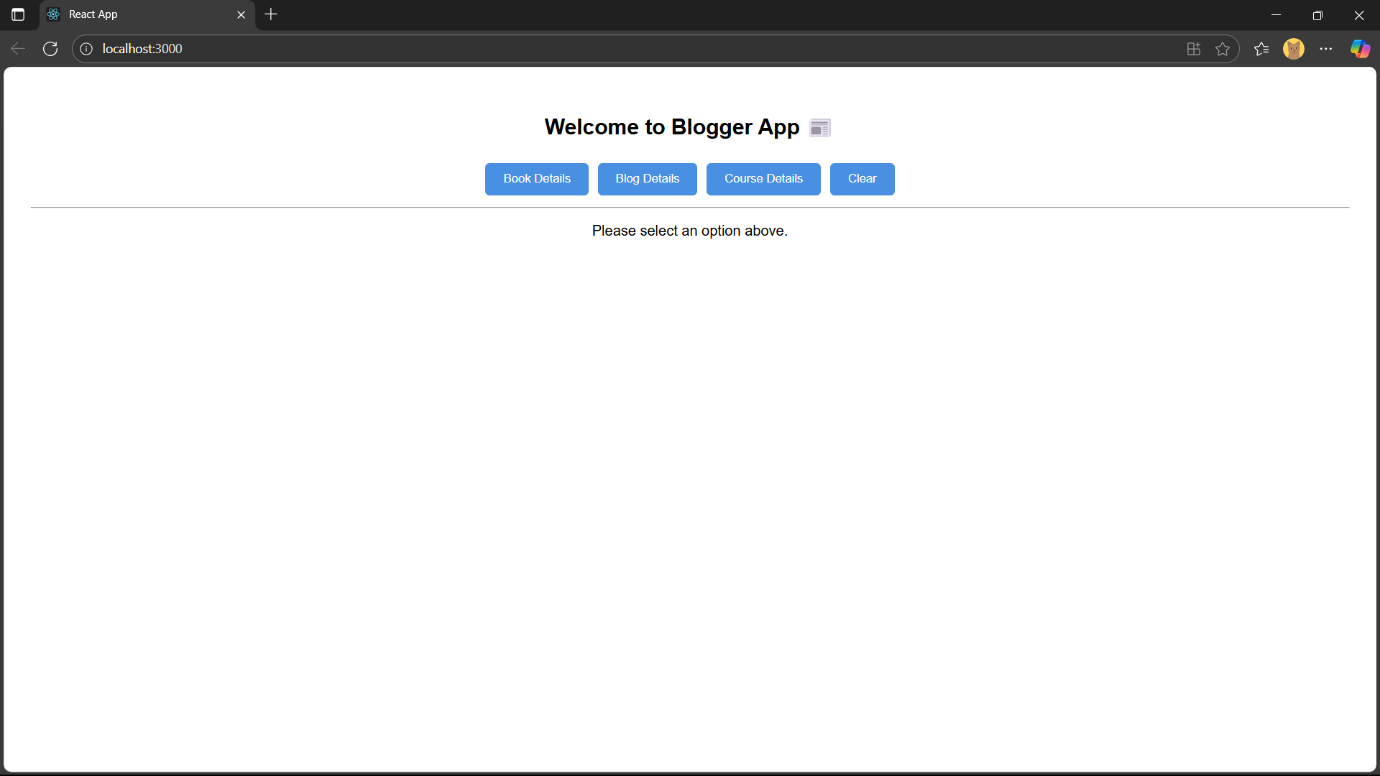 React App
localhost:3000
Welcome to Blogger App
Book Details
Blog Details
Course Details
Clear
Please select an option above.